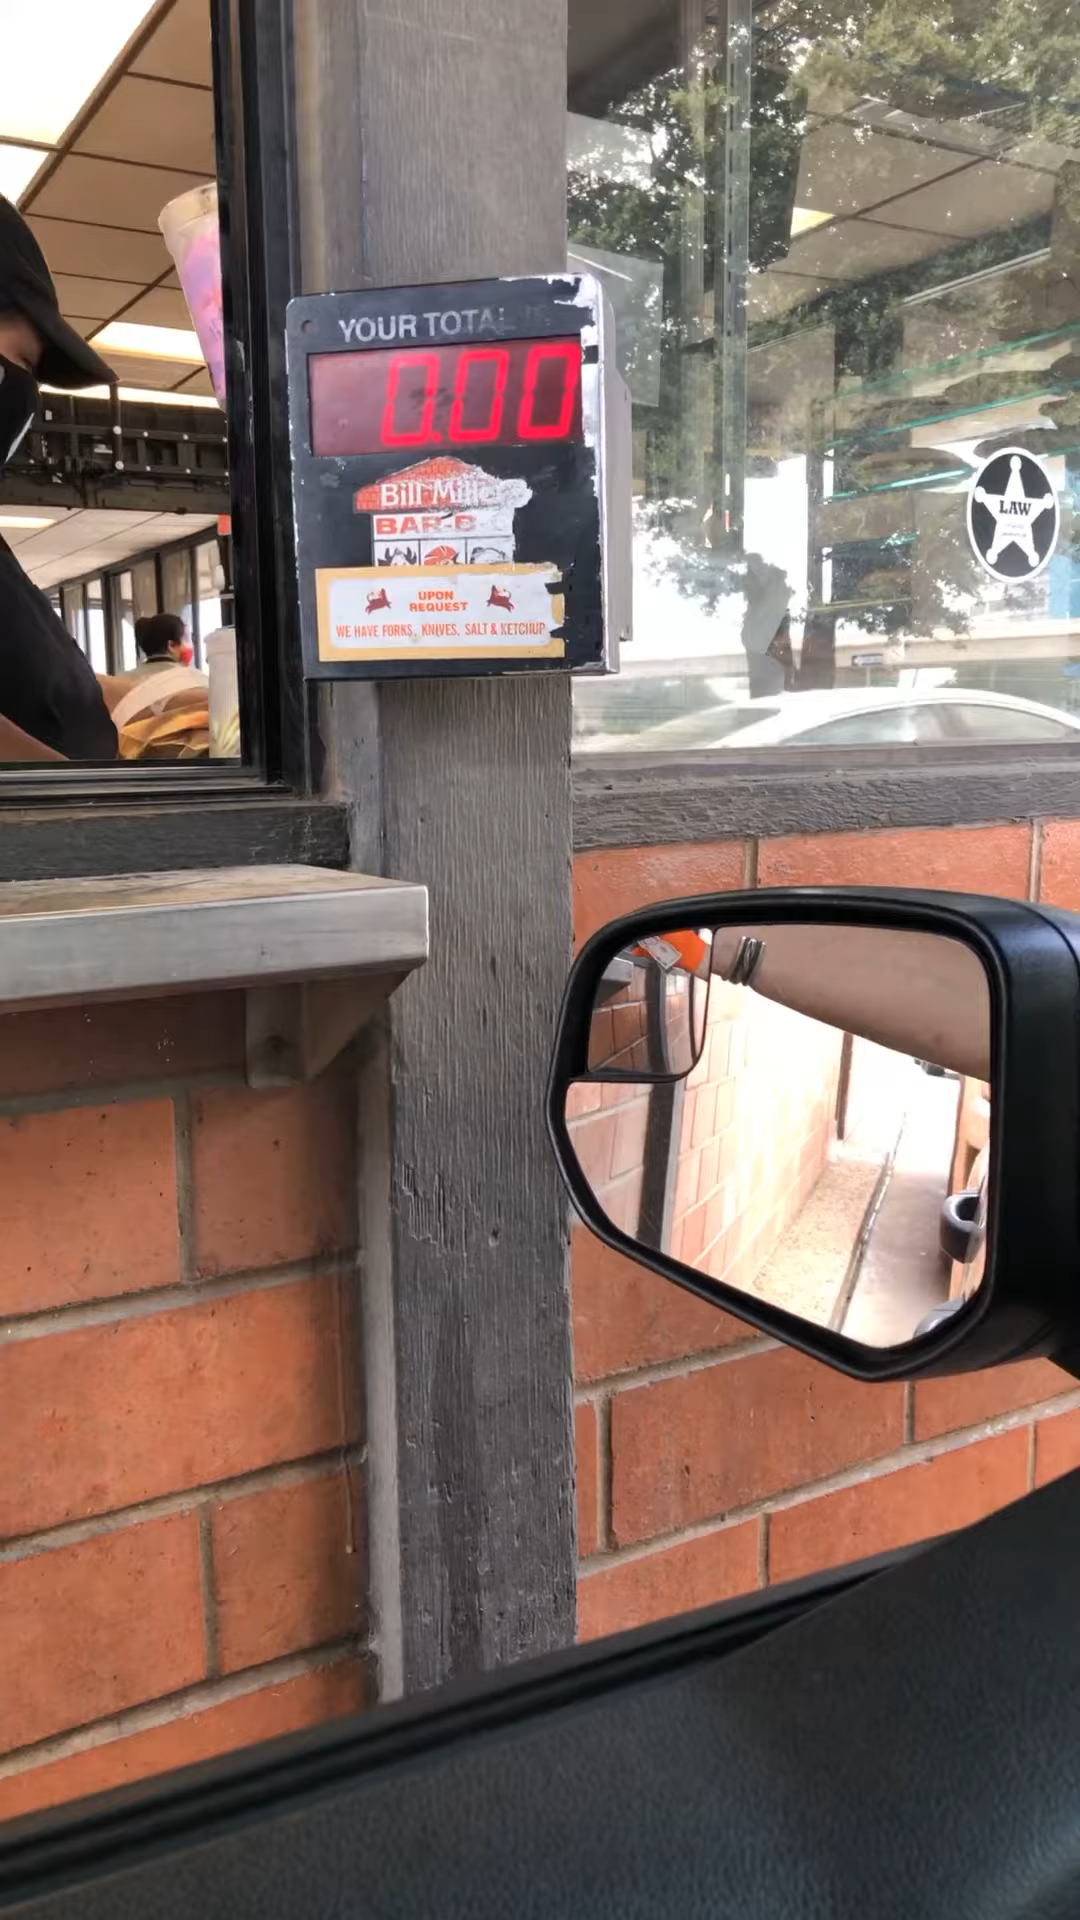 YOUR TOTAL
0.00
Bill Miller
BAR-B
UPON
REQUEST
WE HAVE FORKS, KNIVES, SALT & KETCHUP
LAW